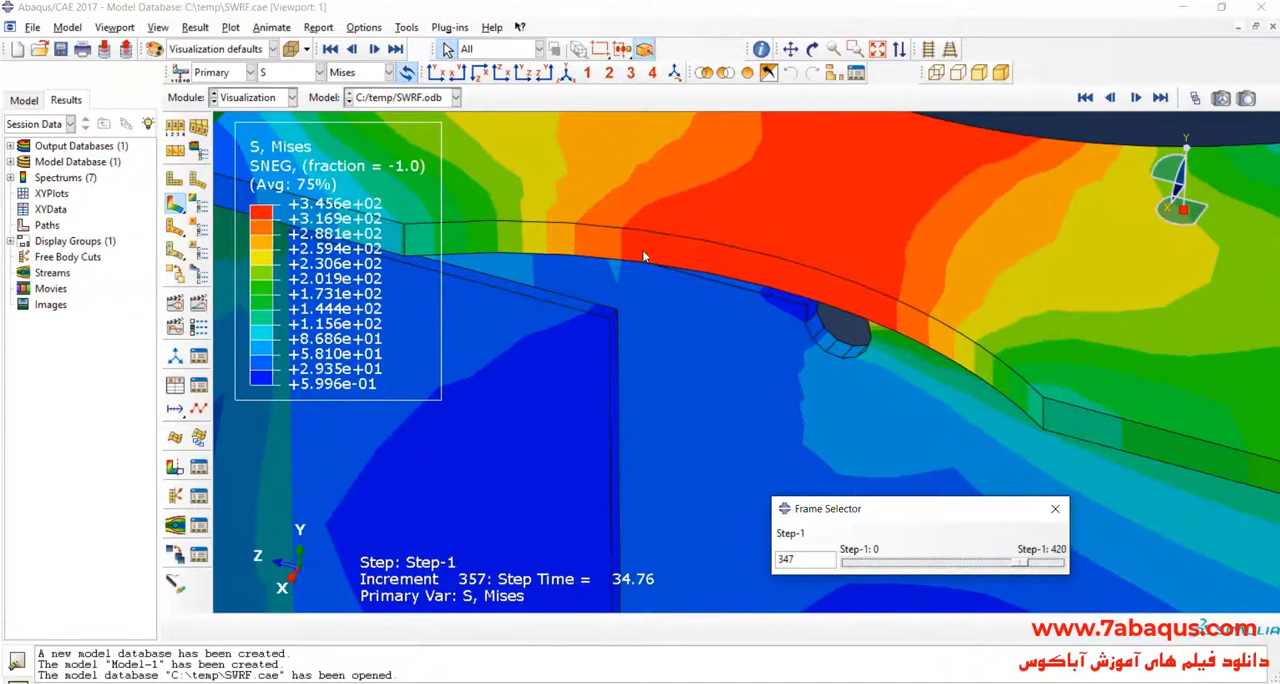 Abaqus/CAE 2017 - Model Database: C:\temp\SWRF.cae [Viewport: 1]
File Model Viewport View Result Plot Animate Report Options Tools Plug-ins Help
Visualization defaults All
Primary S Mises 1 2 3 4
Model Results Module: Visualization Model: C:/temp/SWRF.odb
Session Data
Output Databases (1)
Model Database (1)
Spectrums (7)
XYPlots
XYData
Paths
Display Groups (1)
Free Body Cuts
Streams
Movies
Images
S, Mises
SNEG, (fraction = -1.0)
(Avg: 75%)
+3.456e+02
+3.169e+02
+2.881e+02
+2.594e+02
+2.306e+02
+2.019e+02
+1.731e+02
+1.444e+02
+1.156e+02
+8.686e+01
+5.810e+01
+2.935e+01
+5.996e-01
Y
X
Y
Z
X
Step: Step-1
Increment 357: Step Time = 34.76
Primary Var: S, Mises
Frame Selector
Step-1
347
Step-1: 0 Step-1: 420
www.7abaqus.com
دانلود فیلم های آموزش آباکوس
A new model database has been created.
The model "Model-1" has been created.
The model database "C:\temp\SWRF.cae" has been opened.